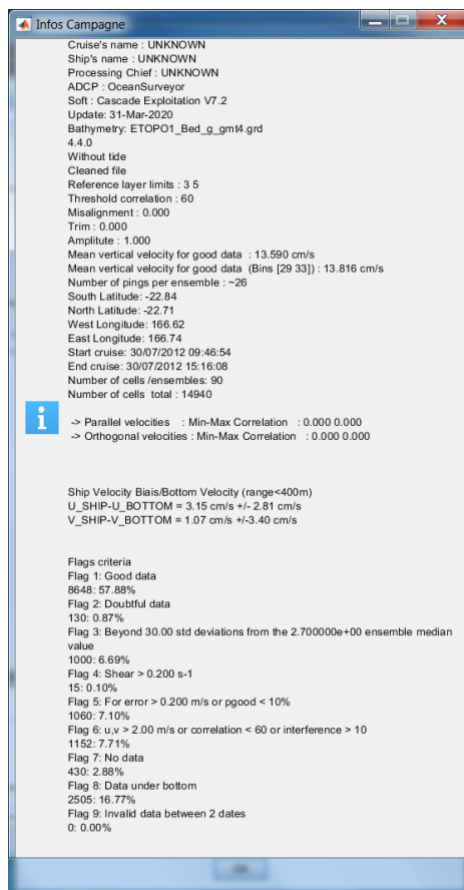 Infos Campagne
Cruise's name : UNKNOWN
Ship's name : UNKNOWN
Processing Chief : UNKNOWN
ADCP : OceanSurveyor
Soft : Cascade Exploitation V7.2
Update: 31-Mar-2020
Bathymetry: ETOPO1_Bed_g_gmt4.grd
4.4.0
Without tide
Cleaned file
Reference layer limits : 3 5
Threshold correlation : 60
Misalignment : 0.000
Trim : 0.000
Amplitute : 1.000
Mean vertical velocity for good data : 13.590 cm/s
Mean vertical velocity for good data (Bins [29 33]) : 13.816 cm/s
Number of pings per ensemble : ~26
South Latitude: -22.84
North Latitude: -22.71
West Longitude: 166.62
East Longitude: 166.74
Start cruise: 30/07/2012 09:46:54
End cruise: 30/07/2012 15:16:08
Number of cells /ensembles: 90
Number of cells total : 14940
i
-> Parallel velocities : Min-Max Correlation : 0.000 0.000
-> Orthogonal velocities : Min-Max Correlation : 0.000 0.000
Ship Velocity Biais/Bottom Velocity (range<400m)
U_SHIP-U_BOTTOM = 3.15 cm/s +/- 2.81 cm/s
V_SHIP-V_BOTTOM = 1.07 cm/s +/-3.40 cm/s
Flags criteria
Flag 1: Good data
8648: 57.88%
Flag 2: Doubtful data
130: 0.87%
Flag 3: Beyond 30.00 std deviations from the 2.700000e+00 ensemble median
value
1000: 6.69%
Flag 4: Shear > 0.200 s-1
15: 0.10%
Flag 5: For error > 0.200 m/s or pgood < 10%
1060: 7.10%
Flag 6: u,v > 2.00 m/s or correlation < 60 or interference > 10
1152: 7.71%
Flag 7: No data
430: 2.88%
Flag 8: Data under bottom
2505: 16.77%
Flag 9: Invalid data between 2 dates
0: 0.00%